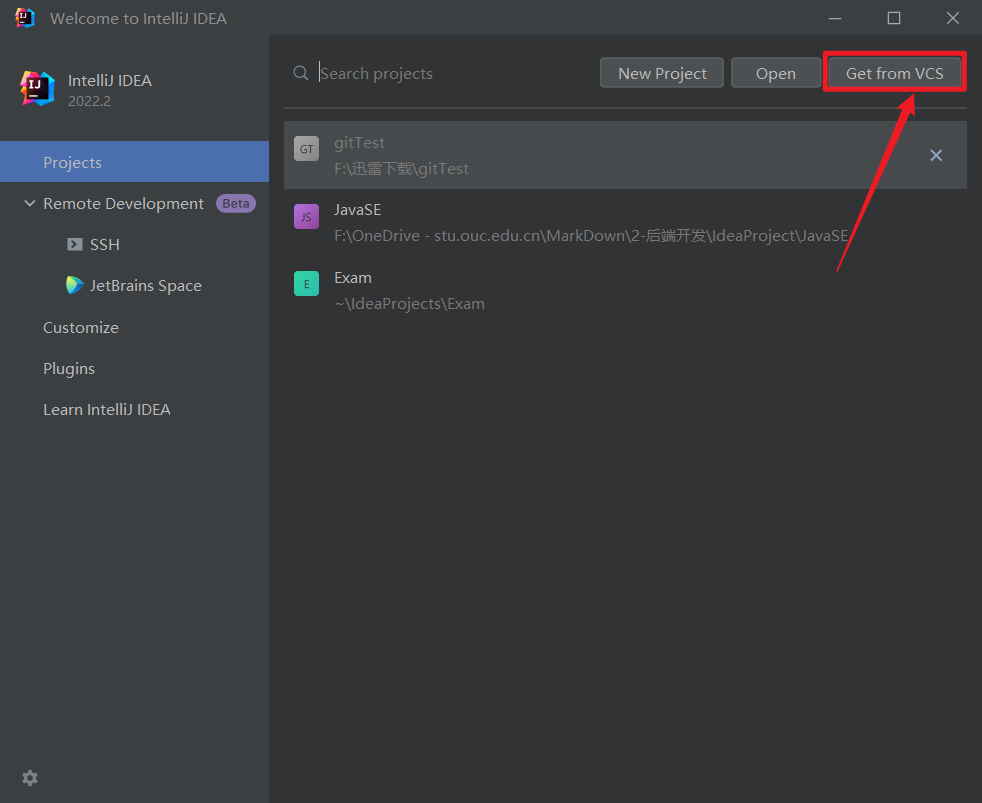 Welcome to IntelliJ IDEA
IntelliJ IDEA
2022.2
Projects
Remote Development Beta
SSH
JetBrains Space
Customize
Plugins
Learn IntelliJ IDEA
Search projects
New Project
Open
Get from VCS
GT
gitTest
F:\迅雷下载\gitTest
JS
JavaSE
F:\OneDrive - stu.ouc.edu.cn\MarkDown\2-后端开发\IdeaProject\JavaSE
E
Exam
~\IdeaProjects\Exam